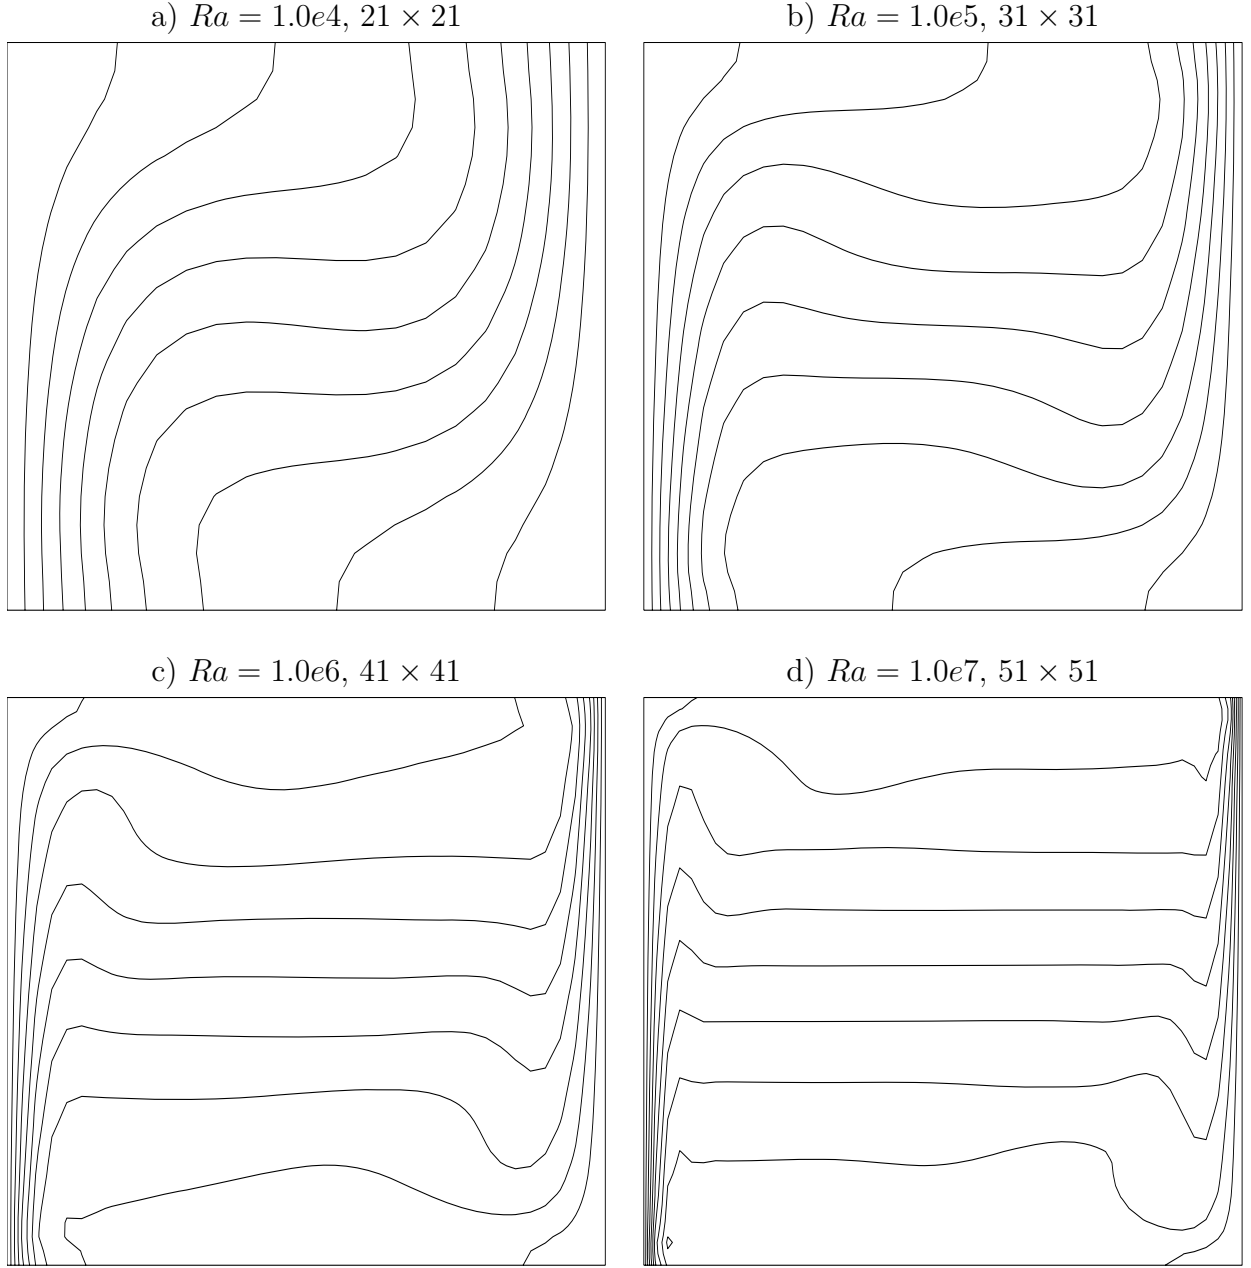 a) Ra = 1.0e4, 21 × 21
b) Ra = 1.0e5, 31 × 31
c) Ra = 1.0e6, 41 × 41
d) Ra = 1.0e7, 51 × 51